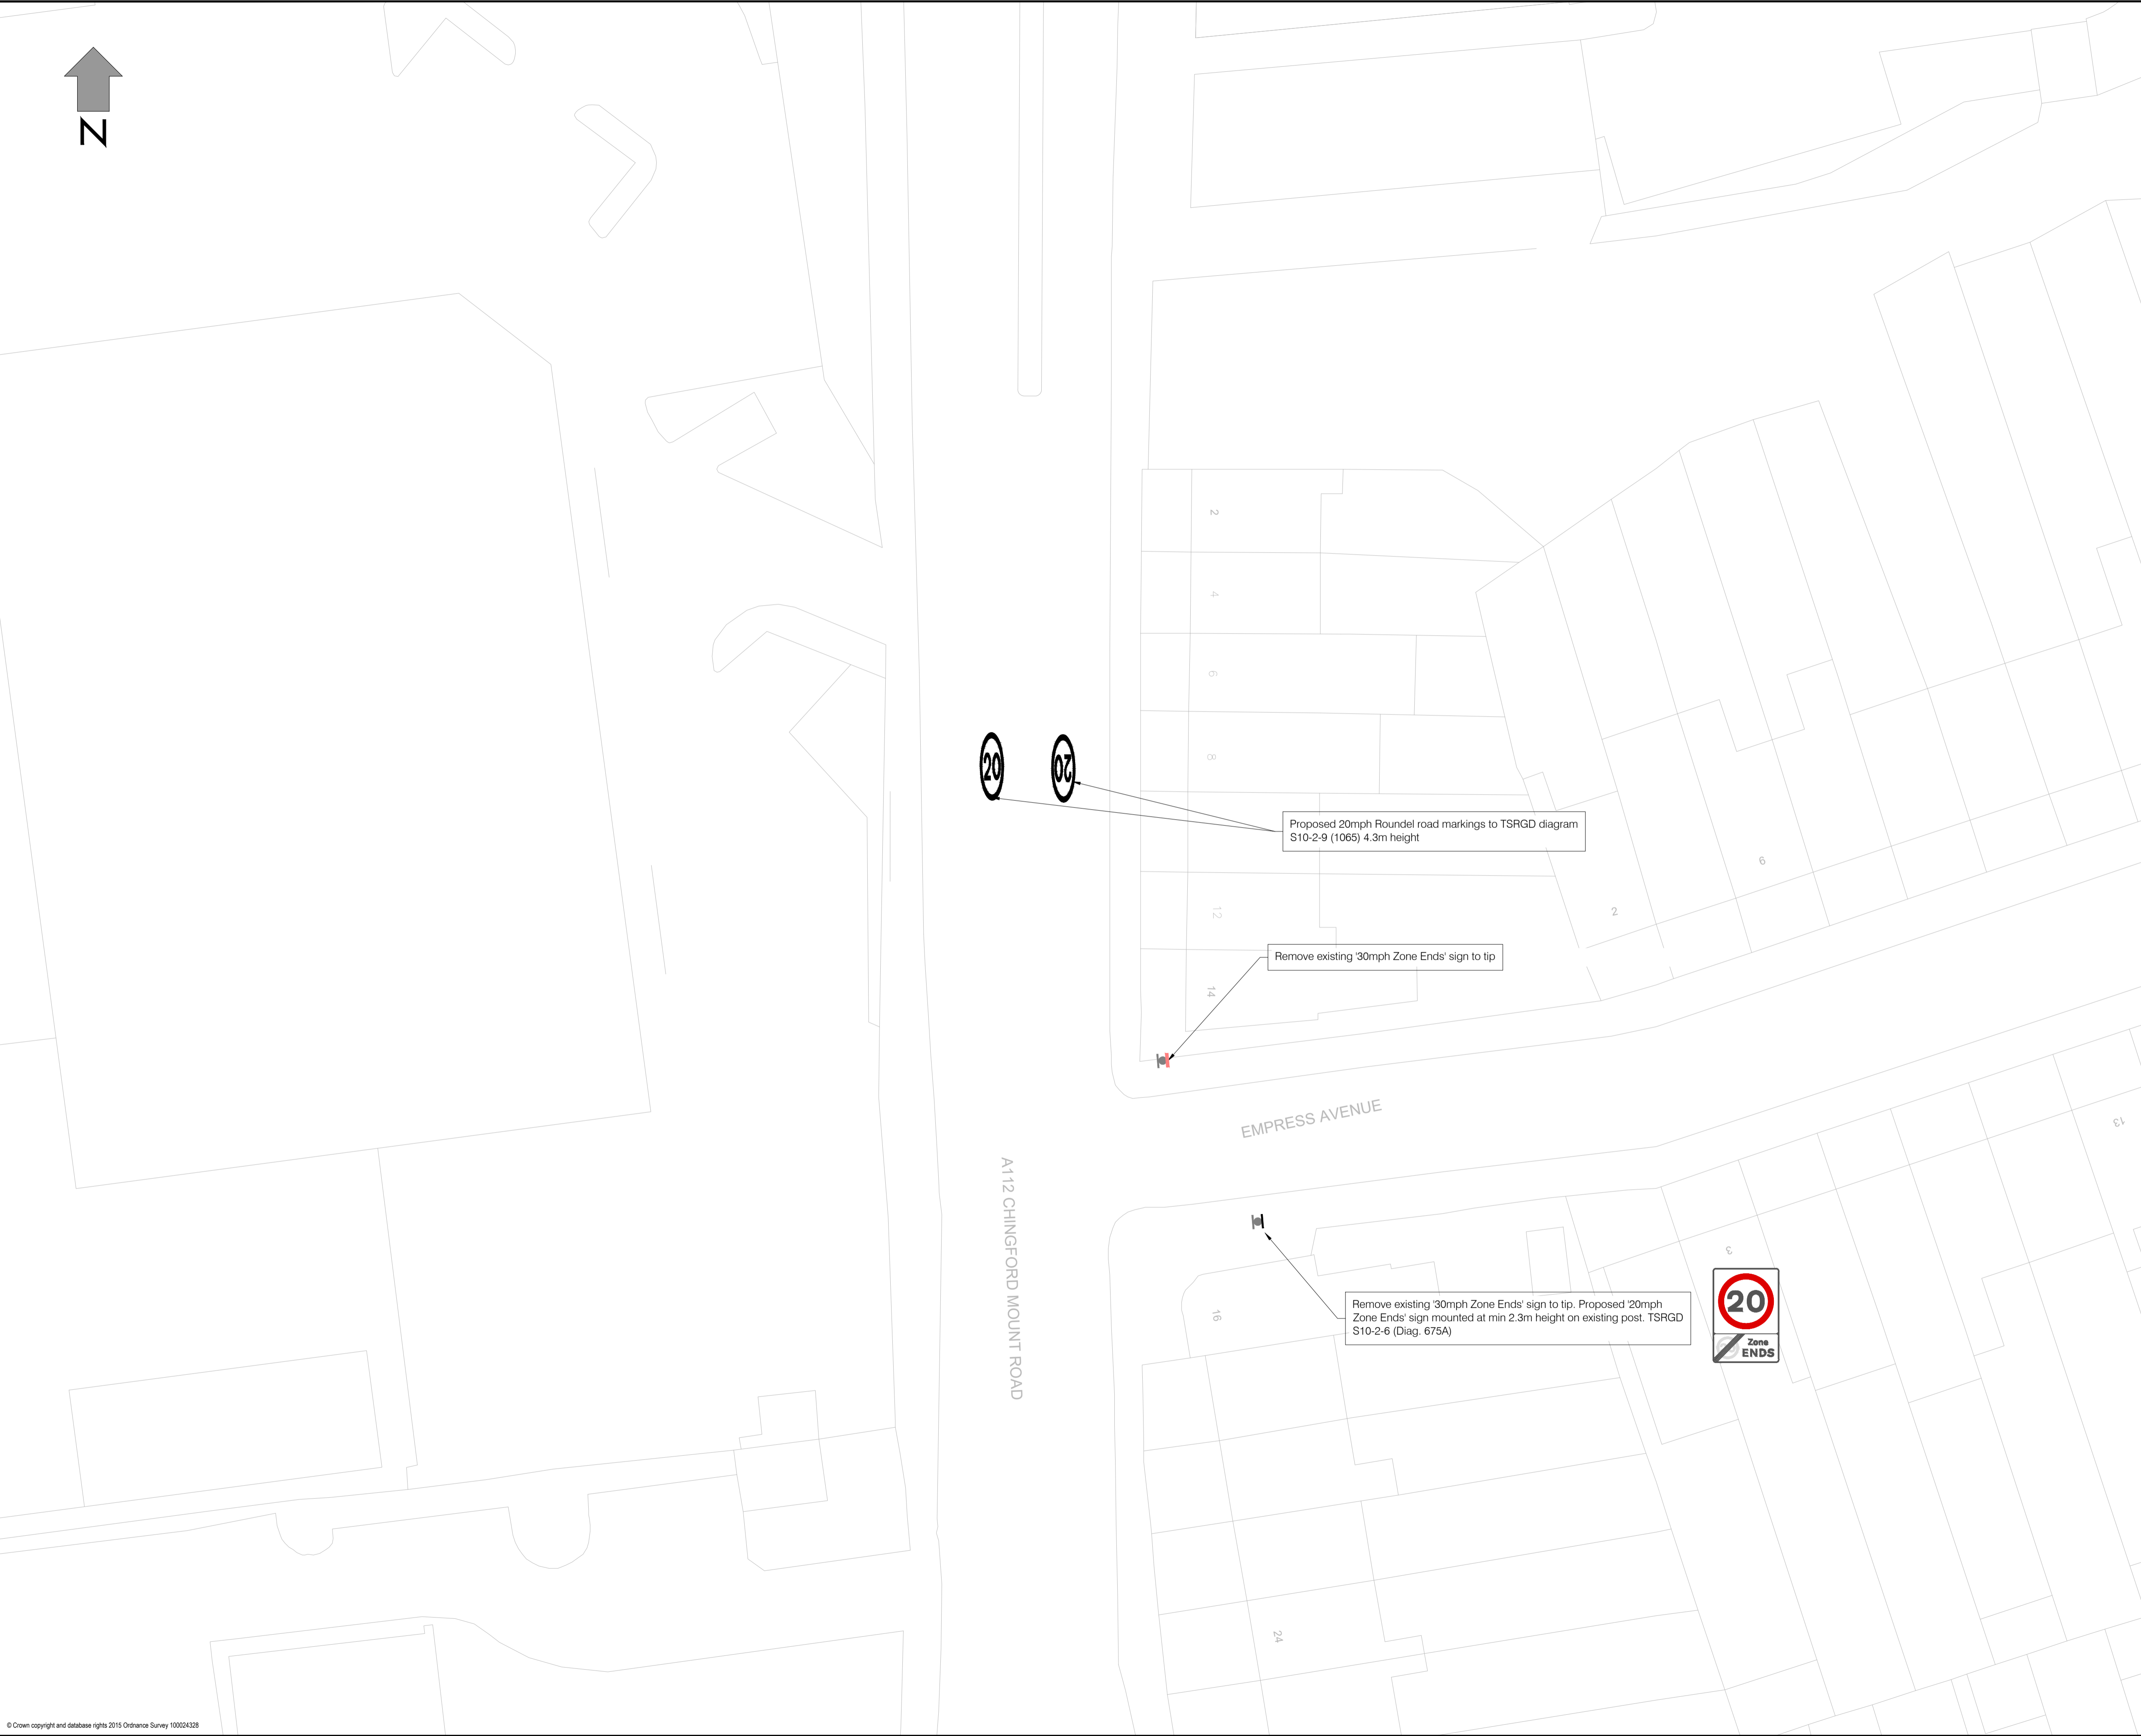 N
2
4
6
8
20
20
Proposed 20mph Roundel road markings to TSRGD diagram
S10-2-9 (1065) 4.3m height
6
2
12
Remove existing '30mph Zone Ends' sign to tip
14
EMPRESS AVENUE
13
A112 CHINGFORD MOUNT ROAD
3
16
Remove existing '30mph Zone Ends' sign to tip. Proposed '20mph
Zone Ends' sign mounted at min 2.3m height on existing post. TSRGD
S10-2-6 (Diag. 675A)
20
Zone
ENDS
24
© Crown copyright and database rights 2015 Ordnance Survey 100024328